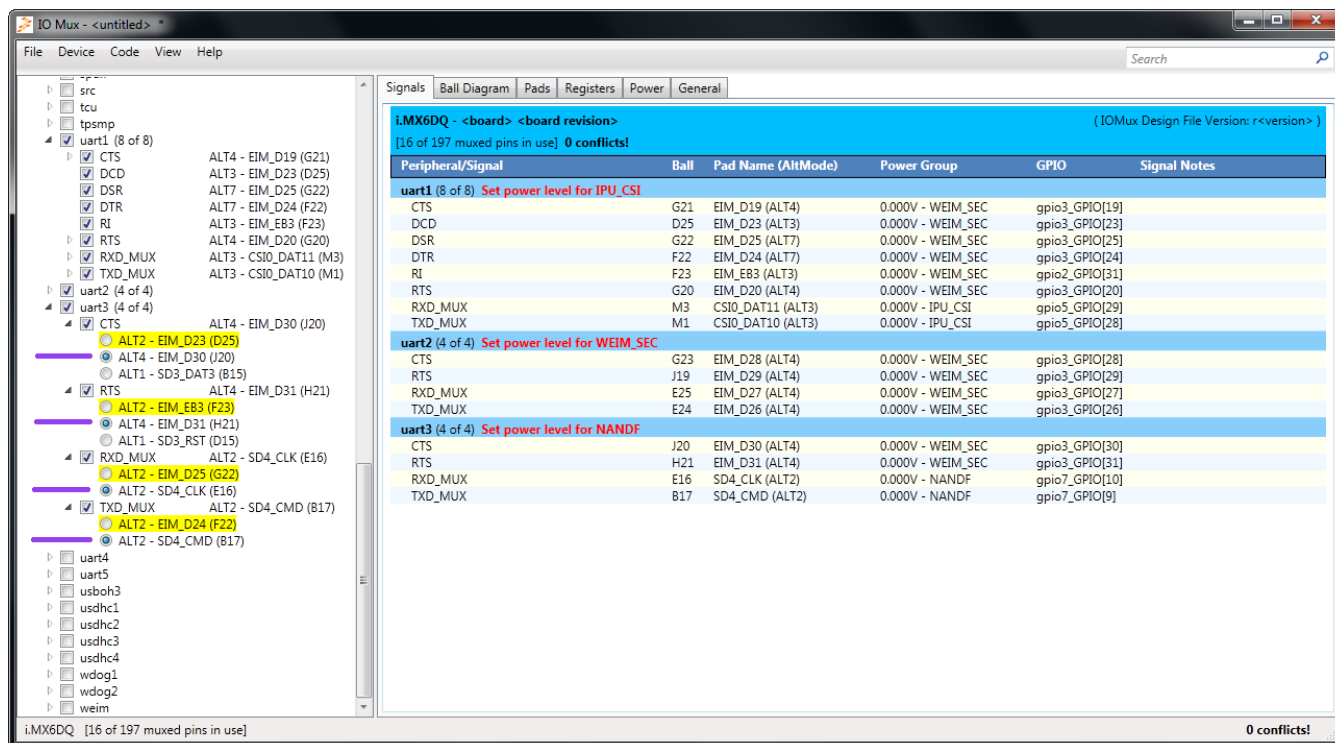 IO Mux - <untitled> *
File Device Code View Help
Search
src
tcu
tpsmp
uart1 (8 of 8)
CTS ALT4 - EIM_D19 (G21)
DCD ALT3 - EIM_D23 (D25)
DSR ALT7 - EIM_D25 (G22)
DTR ALT7 - EIM_D24 (F22)
RI ALT3 - EIM_EB3 (F23)
RTS ALT4 - EIM_D20 (G20)
RXD_MUX ALT3 - CSI0_DAT11 (M3)
TXD_MUX ALT3 - CSI0_DAT10 (M1)
uart2 (4 of 4)
uart3 (4 of 4)
CTS ALT4 - EIM_D30 (J20)
ALT2 - EIM_D23 (D25)
ALT4 - EIM_D30 (J20)
ALT1 - SD3_DAT3 (B15)
RTS ALT4 - EIM_D31 (H21)
ALT2 - EIM_EB3 (F23)
ALT4 - EIM_D31 (H21)
ALT1 - SD3_RST (D15)
RXD_MUX ALT2 - SD4_CLK (E16)
ALT2 - EIM_D25 (G22)
ALT2 - SD4_CLK (E16)
TXD_MUX ALT2 - SD4_CMD (B17)
ALT2 - EIM_D24 (F22)
ALT2 - SD4_CMD (B17)
uart4
uart5
usboh3
usdhc1
usdhc2
usdhc3
usdhc4
wdog1
wdog2
weim
Signals Ball Diagram Pads Registers Power General
i.MX6DQ - <board> <board revision> ( IOMux Design File Version: r<version> )
[16 of 197 muxed pins in use] 0 conflicts!
Peripheral/Signal Ball Pad Name (AltMode) Power Group GPIO Signal Notes
uart1 (8 of 8) Set power level for IPU_CSI
CTS G21 EIM_D19 (ALT4) 0.000V - WEIM_SEC gpio3_GPIO[19]
DCD D25 EIM_D23 (ALT3) 0.000V - WEIM_SEC gpio3_GPIO[23]
DSR G22 EIM_D25 (ALT7) 0.000V - WEIM_SEC gpio3_GPIO[25]
DTR F22 EIM_D24 (ALT7) 0.000V - WEIM_SEC gpio3_GPIO[24]
RI F23 EIM_EB3 (ALT3) 0.000V - WEIM_SEC gpio2_GPIO[31]
RTS G20 EIM_D20 (ALT4) 0.000V - WEIM_SEC gpio3_GPIO[20]
RXD_MUX M3 CSI0_DAT11 (ALT3) 0.000V - IPU_CSI gpio5_GPIO[29]
TXD_MUX M1 CSI0_DAT10 (ALT3) 0.000V - IPU_CSI gpio5_GPIO[28]
uart2 (4 of 4) Set power level for WEIM_SEC
CTS G23 EIM_D28 (ALT4) 0.000V - WEIM_SEC gpio3_GPIO[28]
RTS J19 EIM_D29 (ALT4) 0.000V - WEIM_SEC gpio3_GPIO[29]
RXD_MUX E25 EIM_D27 (ALT4) 0.000V - WEIM_SEC gpio3_GPIO[27]
TXD_MUX E24 EIM_D26 (ALT4) 0.000V - WEIM_SEC gpio3_GPIO[26]
uart3 (4 of 4) Set power level for NANDF
CTS J20 EIM_D30 (ALT4) 0.000V - WEIM_SEC gpio3_GPIO[30]
RTS H21 EIM_D31 (ALT4) 0.000V - WEIM_SEC gpio3_GPIO[31]
RXD_MUX E16 SD4_CLK (ALT2) 0.000V - NANDF gpio7_GPIO[10]
TXD_MUX B17 SD4_CMD (ALT2) 0.000V - NANDF gpio7_GPIO[9]
i.MX6DQ [16 of 197 muxed pins in use] 0 conflicts!